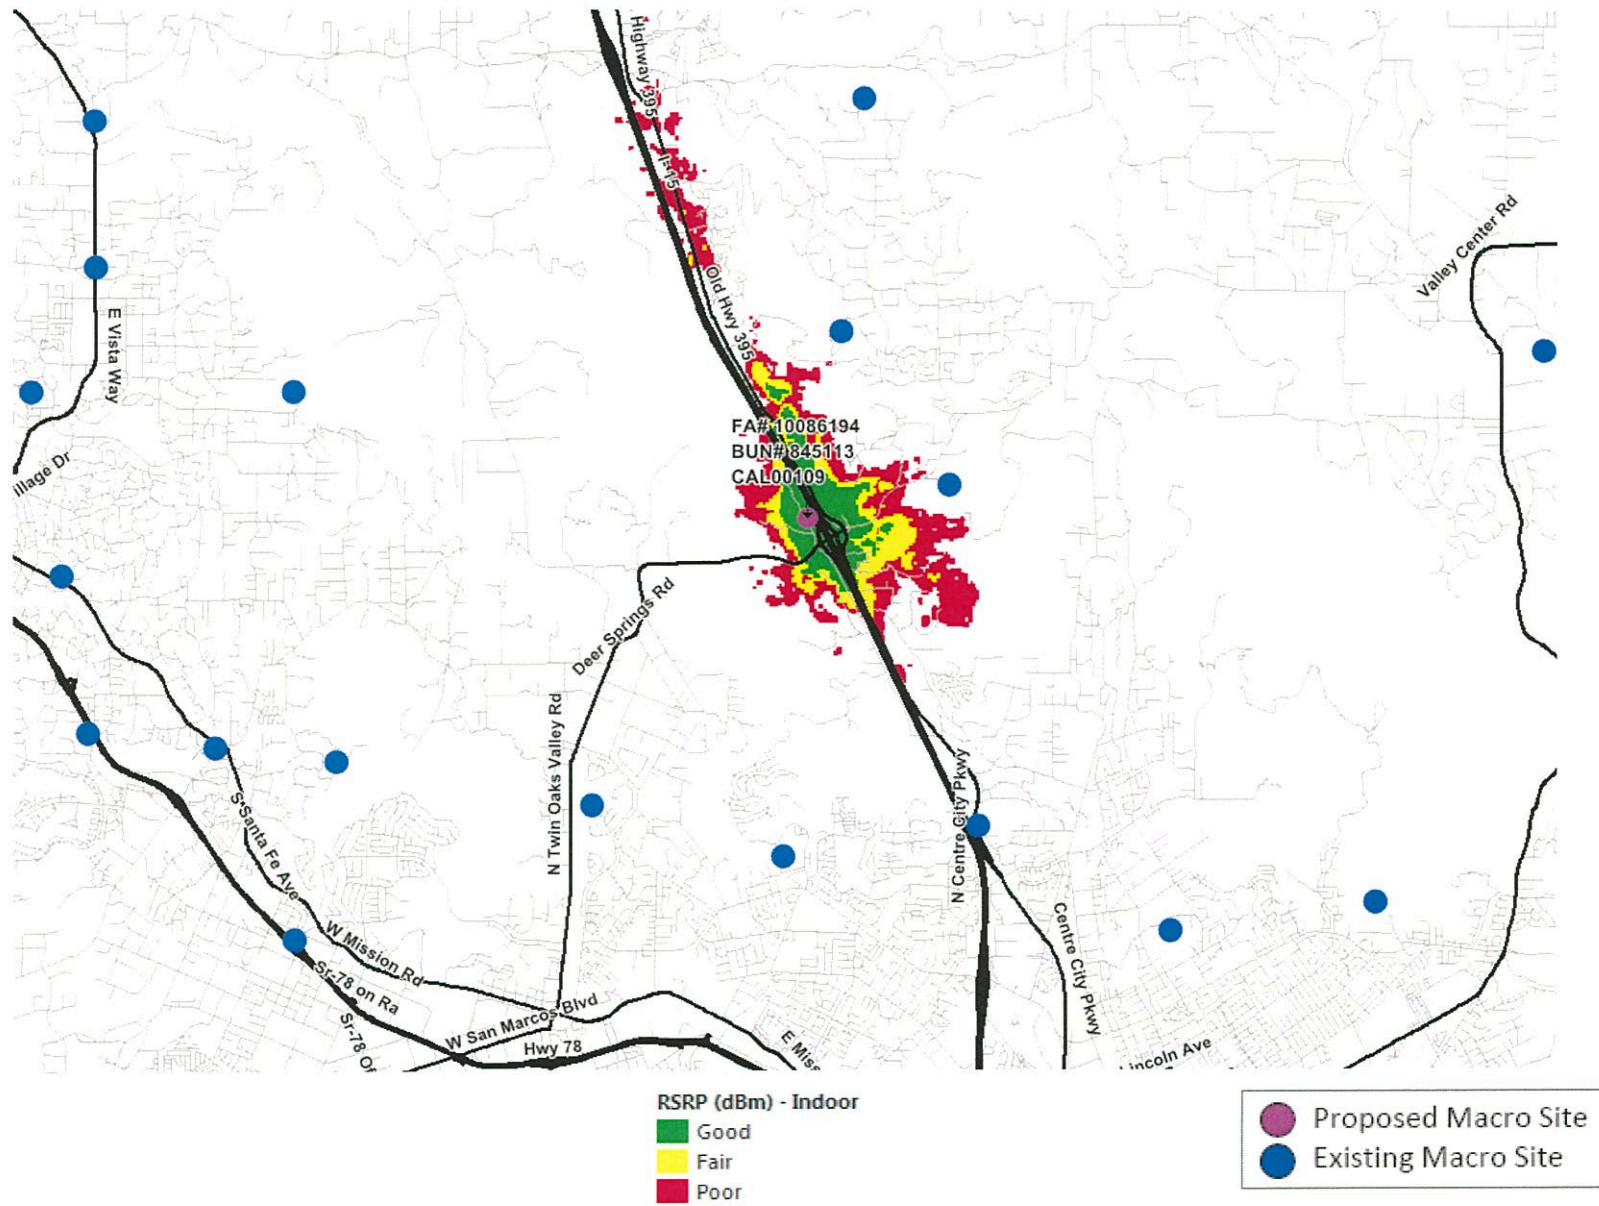 Highway 395
I-15
Old Hwy 395
Valley Center Rd
E Vista Way
illage Dr
FA# 10086194
BUN# 845113
CAL00109
Deer Springs Rd
N Twin Oaks Valley Rd
N Centre City Pkwy
S Santa Fe Ave
W Mission Rd
Sr-78 on Ra
Sr-78 Of
W San Marcos Blvd
Hwy 78
E Miss
Centre City Pkwy
Lincoln Ave
RSRP (dBm) - Indoor
Good
Fair
Poor
Proposed Macro Site
Existing Macro Site